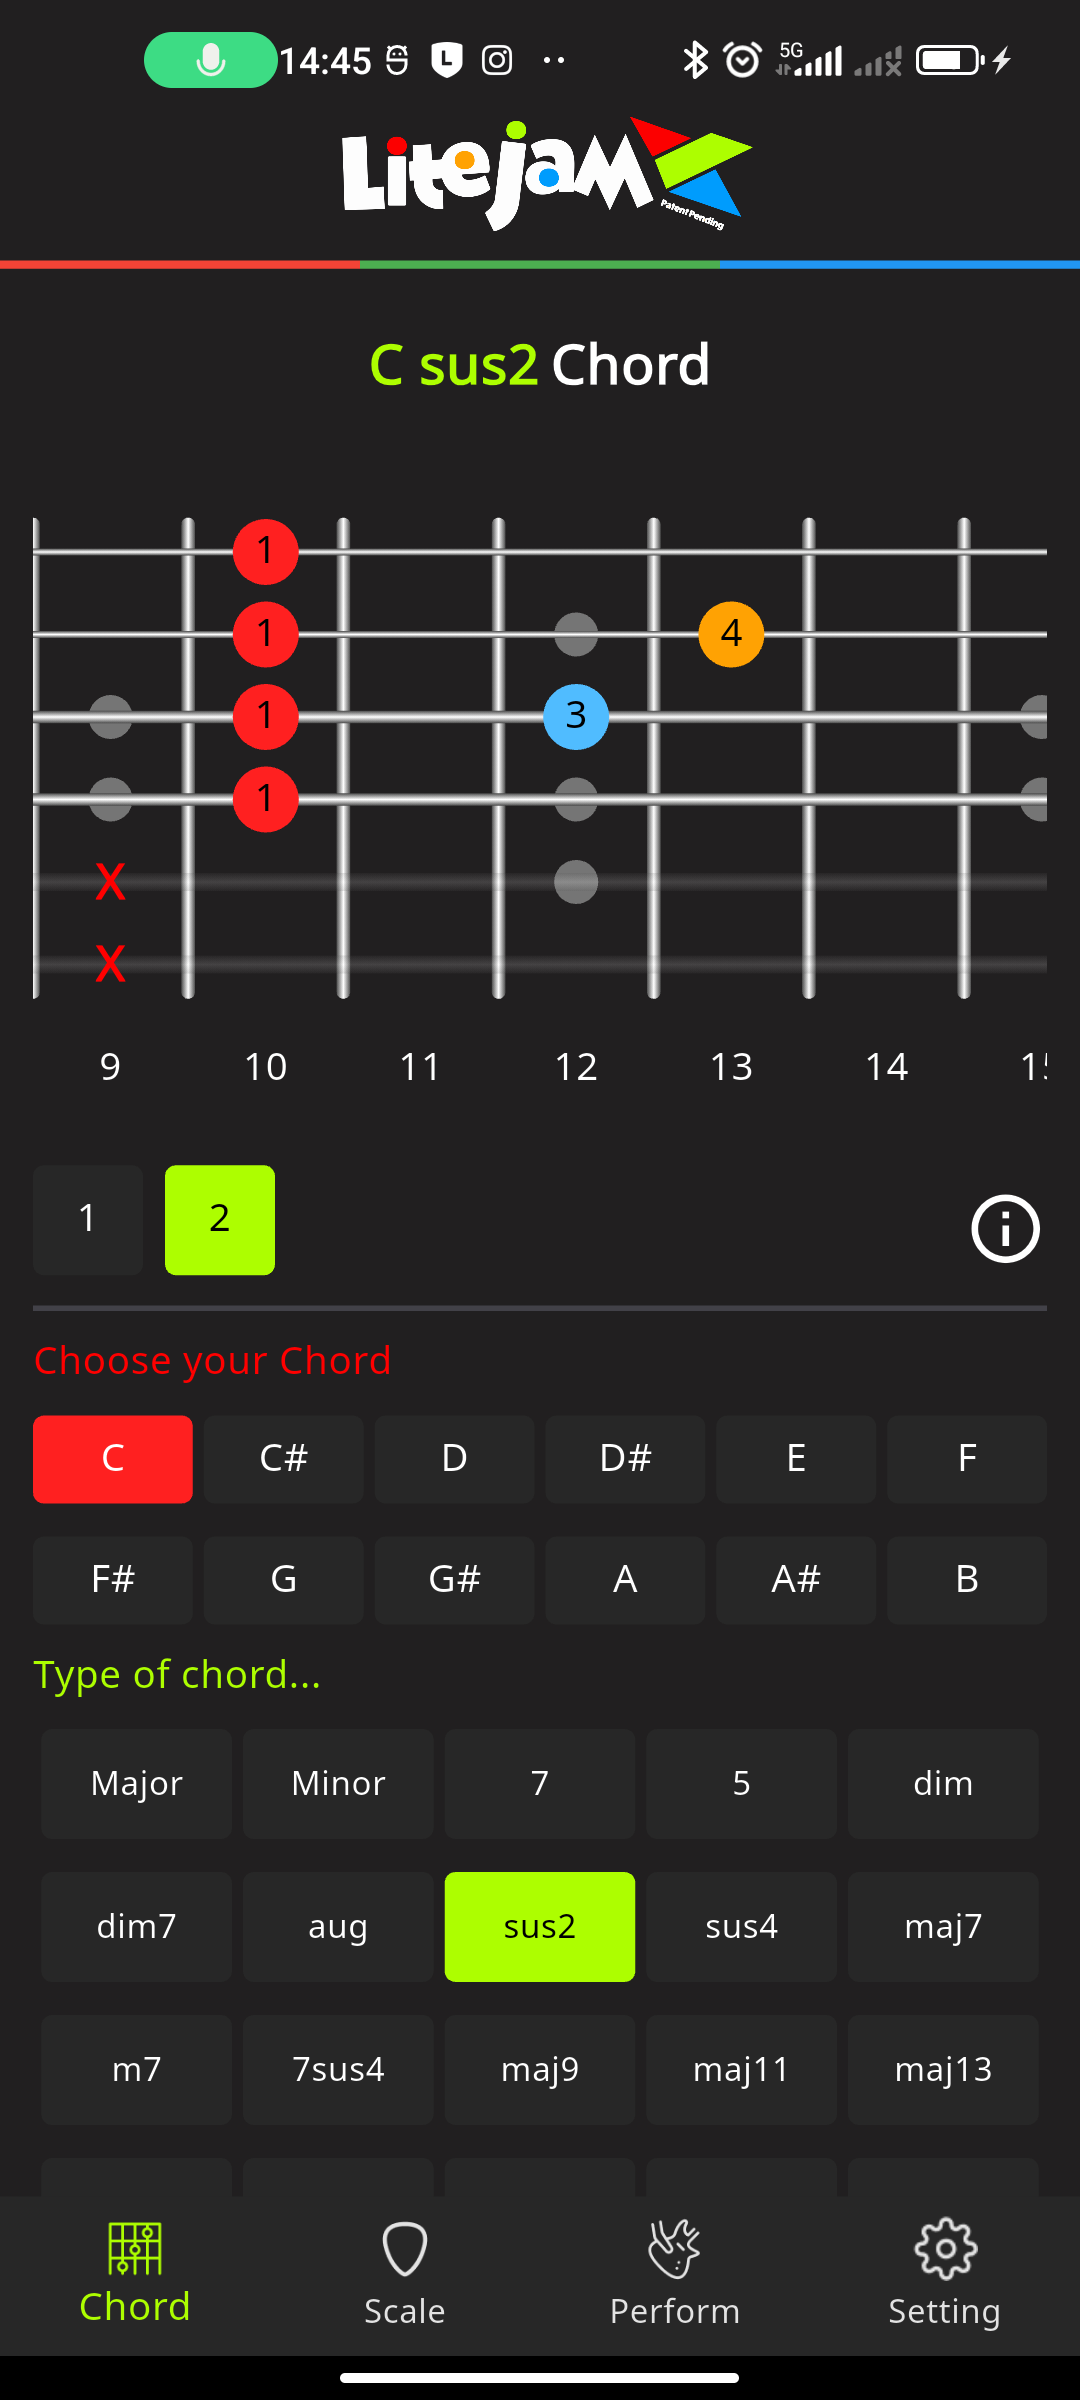 14:45 5G
LiteJam
Patent Pending
C sus2 Chord
1
1 4
1 3
1
X
X
9 10 11 12 13 14
1 2
Choose your Chord
C C# D D# E F
F# G G# A A# B
Type of chord...
Major Minor 7 5 dim
dim7 aug sus2 sus4 maj7
m7 7sus4 maj9 maj11 maj13
Chord Scale Perform Setting